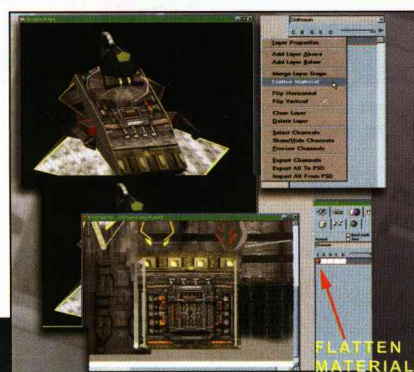 Unknown
Layer Properties
Add Layer Above
Add Layer Below
Merge Layer Down
Flatten Material
Flip Horizontal
Flip Vertical
Clear Layer
Delete Layer
Select Channels
Show/Hide Channels
Preview Channels
Export Channels
Export All To PSD
Import All From PSD
FLATTEN
MATERIAL